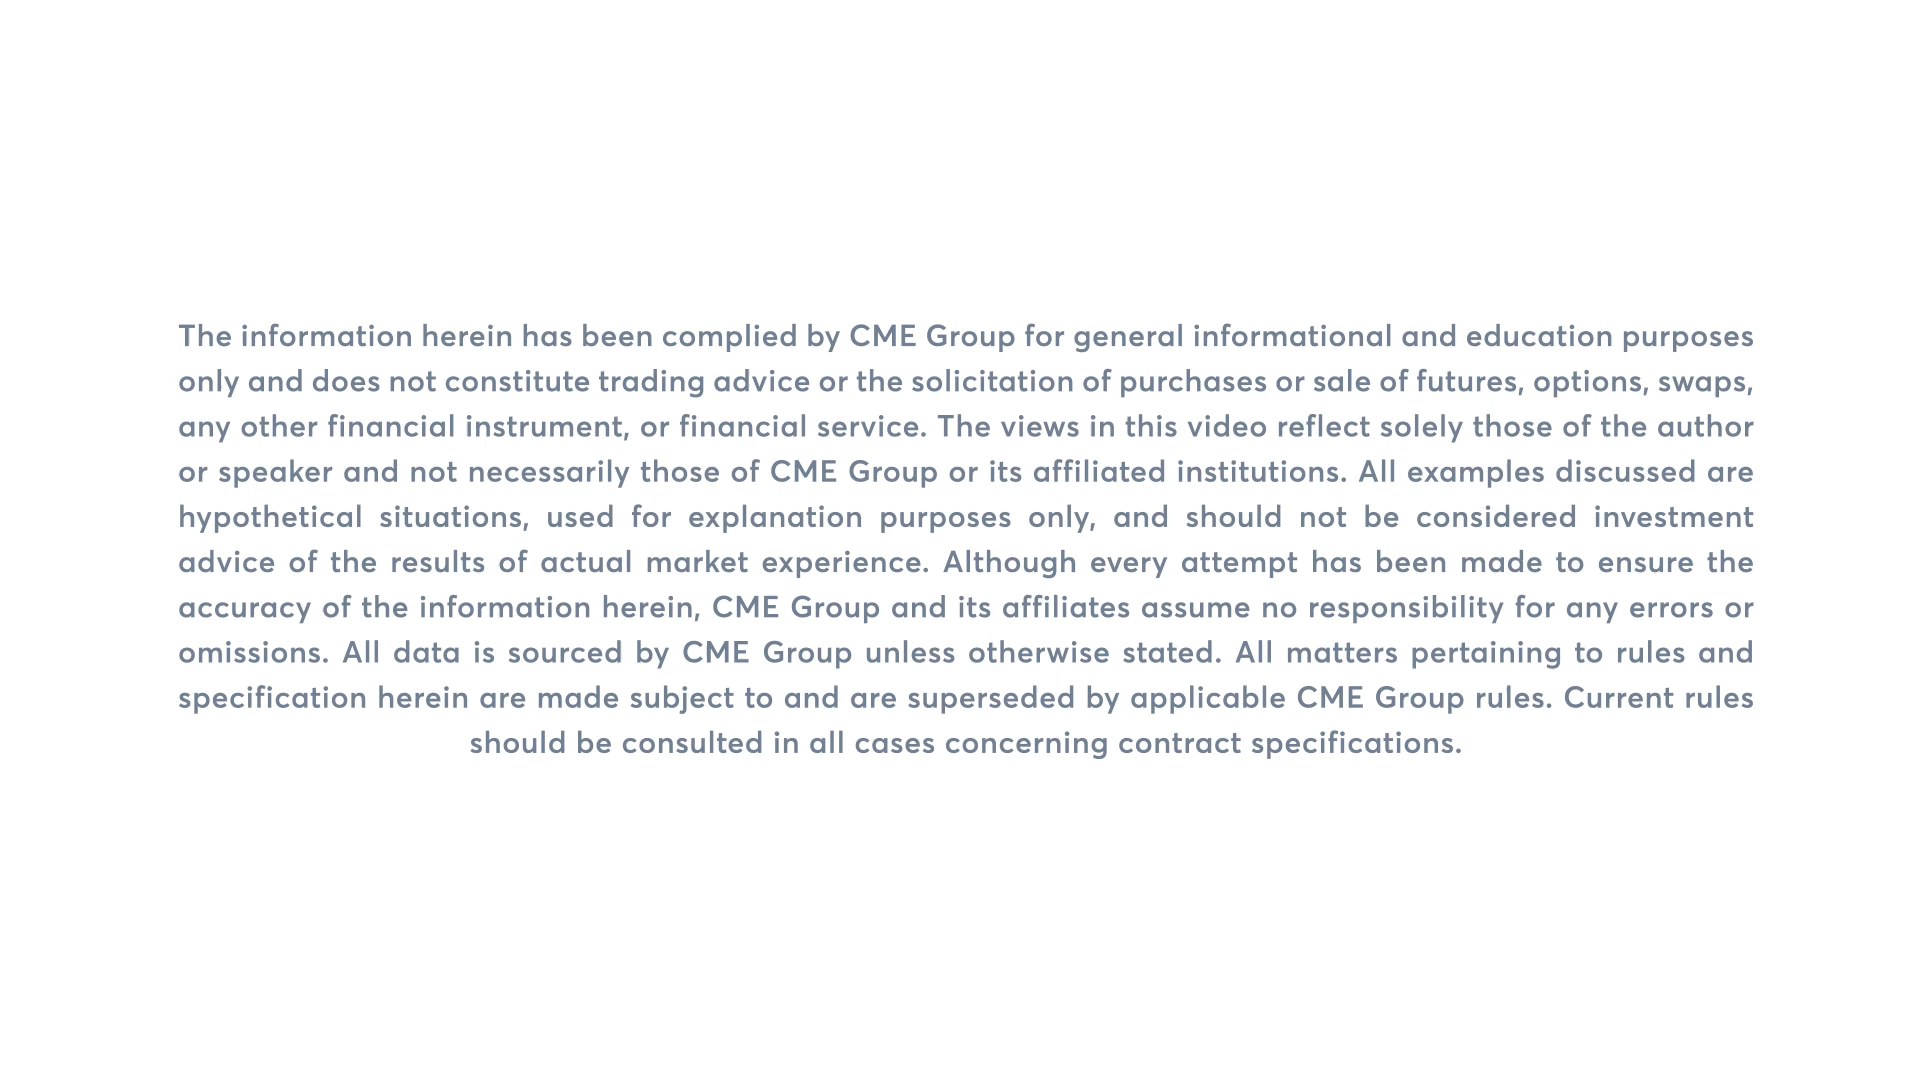 The information herein has been complied by CME Group for general informational and education purposes
only and does not constitute trading advice or the solicitation of purchases or sale of futures, options, swaps,
any other financial instrument, or financial service. The views in this video reflect solely those of the author
or speaker and not necessarily those of CME Group or its affiliated institutions. All examples discussed are
hypothetical situations, used for explanation purposes only, and should not be considered investment
advice of the results of actual market experience. Although every attempt has been made to ensure the
accuracy of the information herein, CME Group and its affiliates assume no responsibility for any errors or
omissions. All data is sourced by CME Group unless otherwise stated. All matters pertaining to rules and
specification herein are made subject to and are superseded by applicable CME Group rules. Current rules
should be consulted in all cases concerning contract specifications.